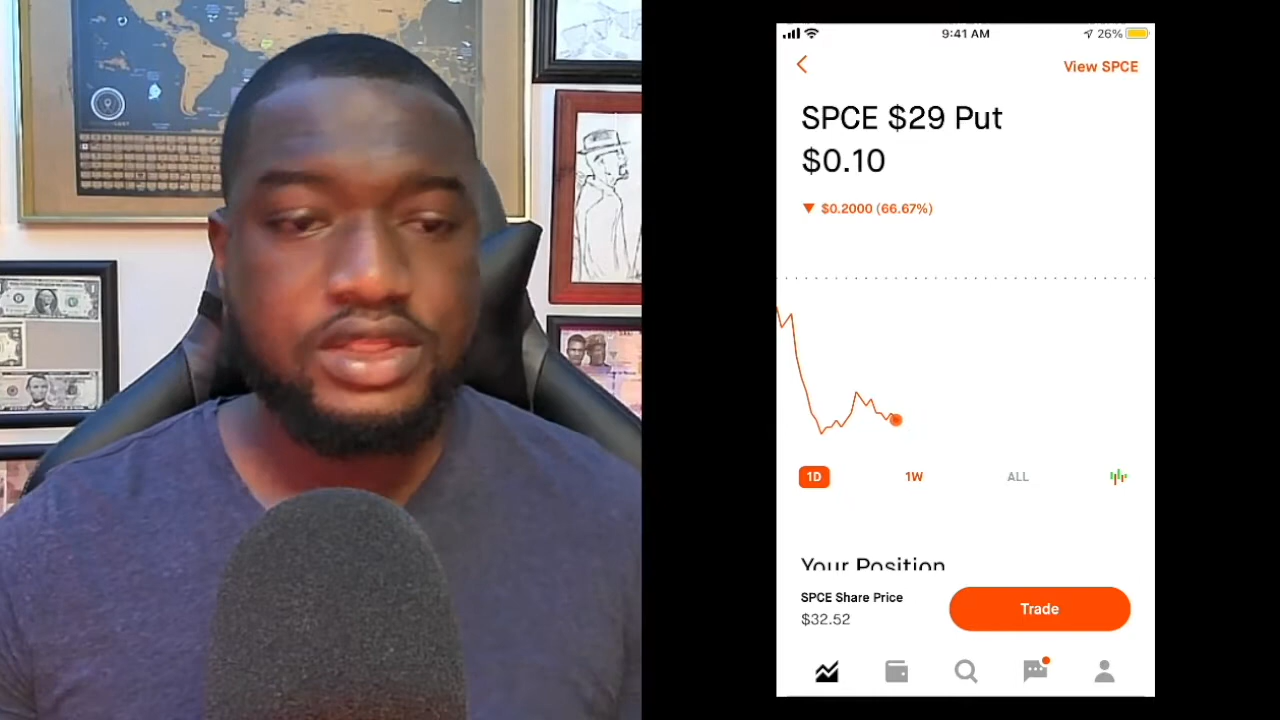 9:41 AM
26%
View SPCE
SPCE $29 Put
$0.10
▼ $0.2000 (66.67%)
1D
1W
ALL
Your Position
SPCE Share Price
$32.52
Trade